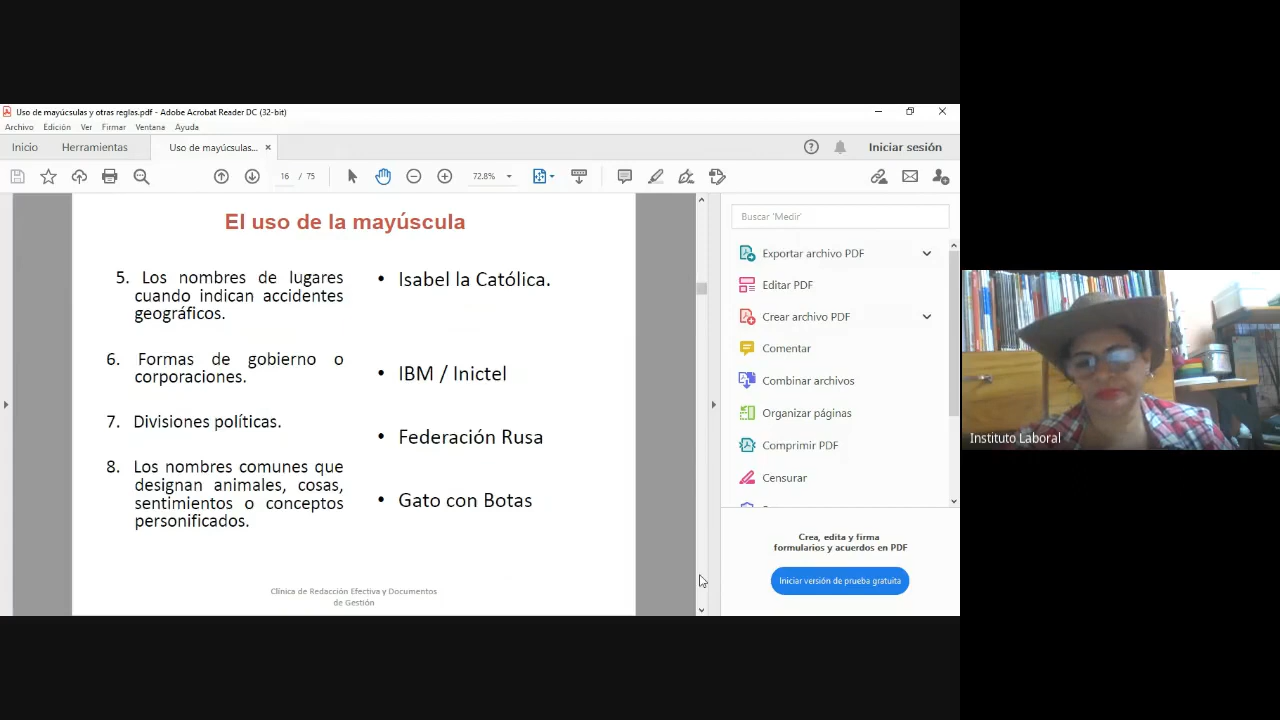 Uso de mayúcsulas y otras reglas.pdf - Adobe Acrobat Reader DC (32-bit)
Archivo Edición Ver Firmar Ventana Ayuda
Inicio Herramientas Uso de mayúcsulas... × Iniciar sesión
16 / 75 72.8%
El uso de la mayúscula
5. Los nombres de lugares
cuando indican accidentes
geográficos.
• Isabel la Católica.
6. Formas de gobierno o
corporaciones.
• IBM / Inictel
7. Divisiones políticas.
• Federación Rusa
8. Los nombres comunes que
designan animales, cosas,
sentimientos o conceptos
personificados.
• Gato con Botas
Clínica de Redacción Efectiva y Documentos
de Gestión
Buscar 'Medir'
Exportar archivo PDF
Editar PDF
Crear archivo PDF
Comentar
Combinar archivos
Organizar páginas
Comprimir PDF
Censurar
Crea, edita y firma
formularios y acuerdos en PDF
Iniciar versión de prueba gratuita
Instituto Laboral